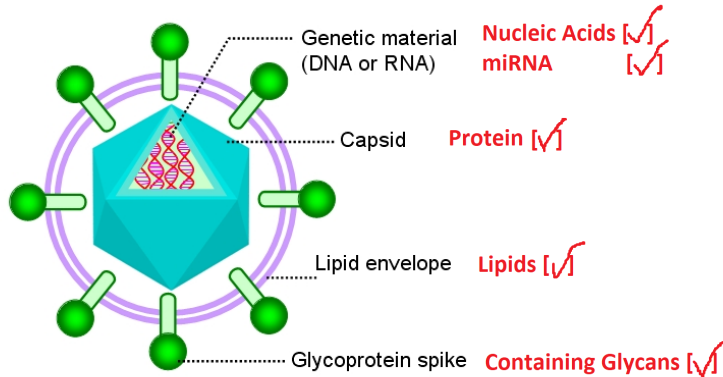 Genetic material Nucleic Acids [✓]
(DNA or RNA) miRNA [✓]
Capsid Protein [✓]
Lipid envelope Lipids [✓]
Glycoprotein spike Containing Glycans [✓]